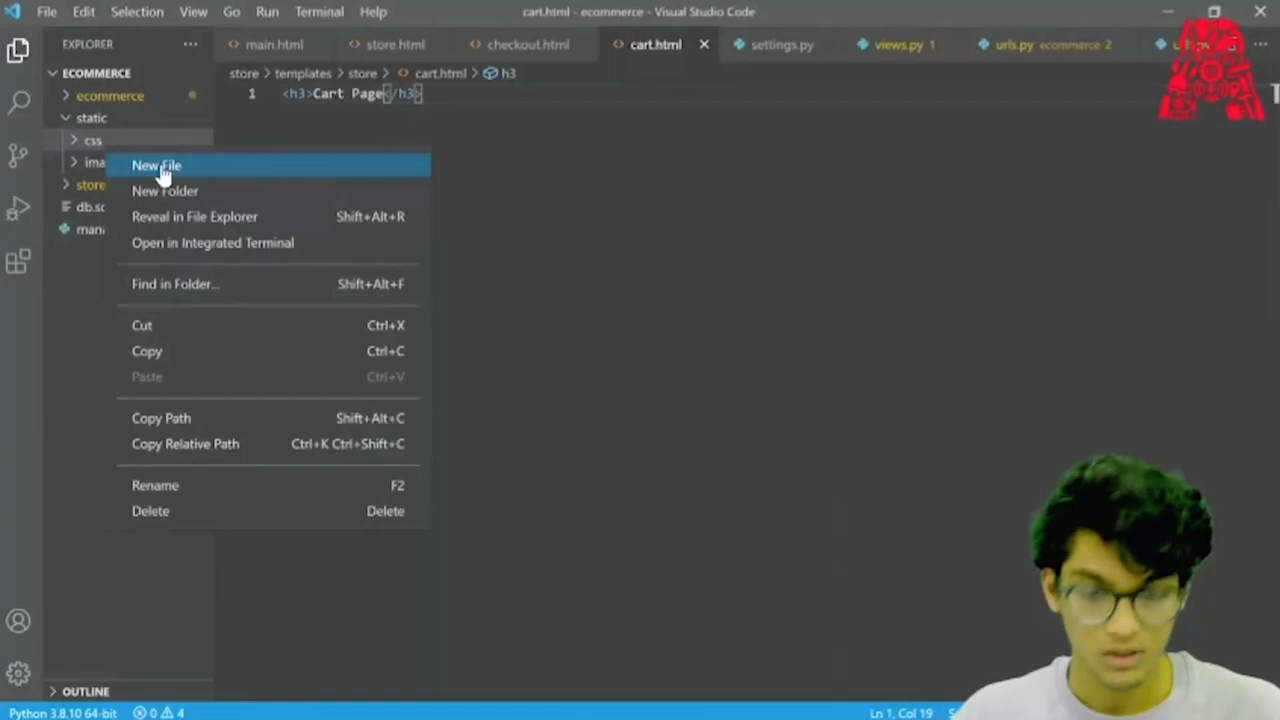 File Edit Selection View Go Run Terminal Help cart.html - ecommerce - Visual Studio Code
EXPLORER
main.html store.html checkout.html cart.html settings.py views.py 1 urls.py ecommerce 2
ECOMMERCE
store > templates > store > cart.html > h3
ecommerce
1 <h3>Cart Page</h3>
static
css
New File
New Folder
store
Reveal in File Explorer Shift+Alt+R
Open in Integrated Terminal
Find in Folder... Shift+Alt+F
Cut Ctrl+X
Copy Ctrl+C
Paste Ctrl+V
Copy Path Shift+Alt+C
Copy Relative Path Ctrl+K Ctrl+Shift+C
Rename F2
Delete Delete
OUTLINE
Python 3.8.10 64-bit 0 4 Ln 1, Col 19